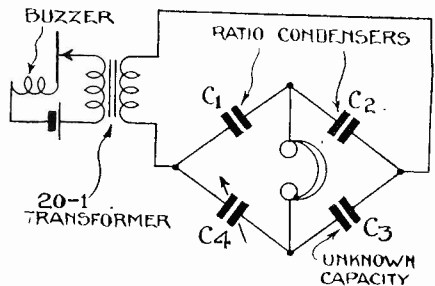 BUZZER
RATIO CONDENSERS
C1
C2
20-1
TRANSFORMER
C4
C3
UNKNOWN
CAPACITY